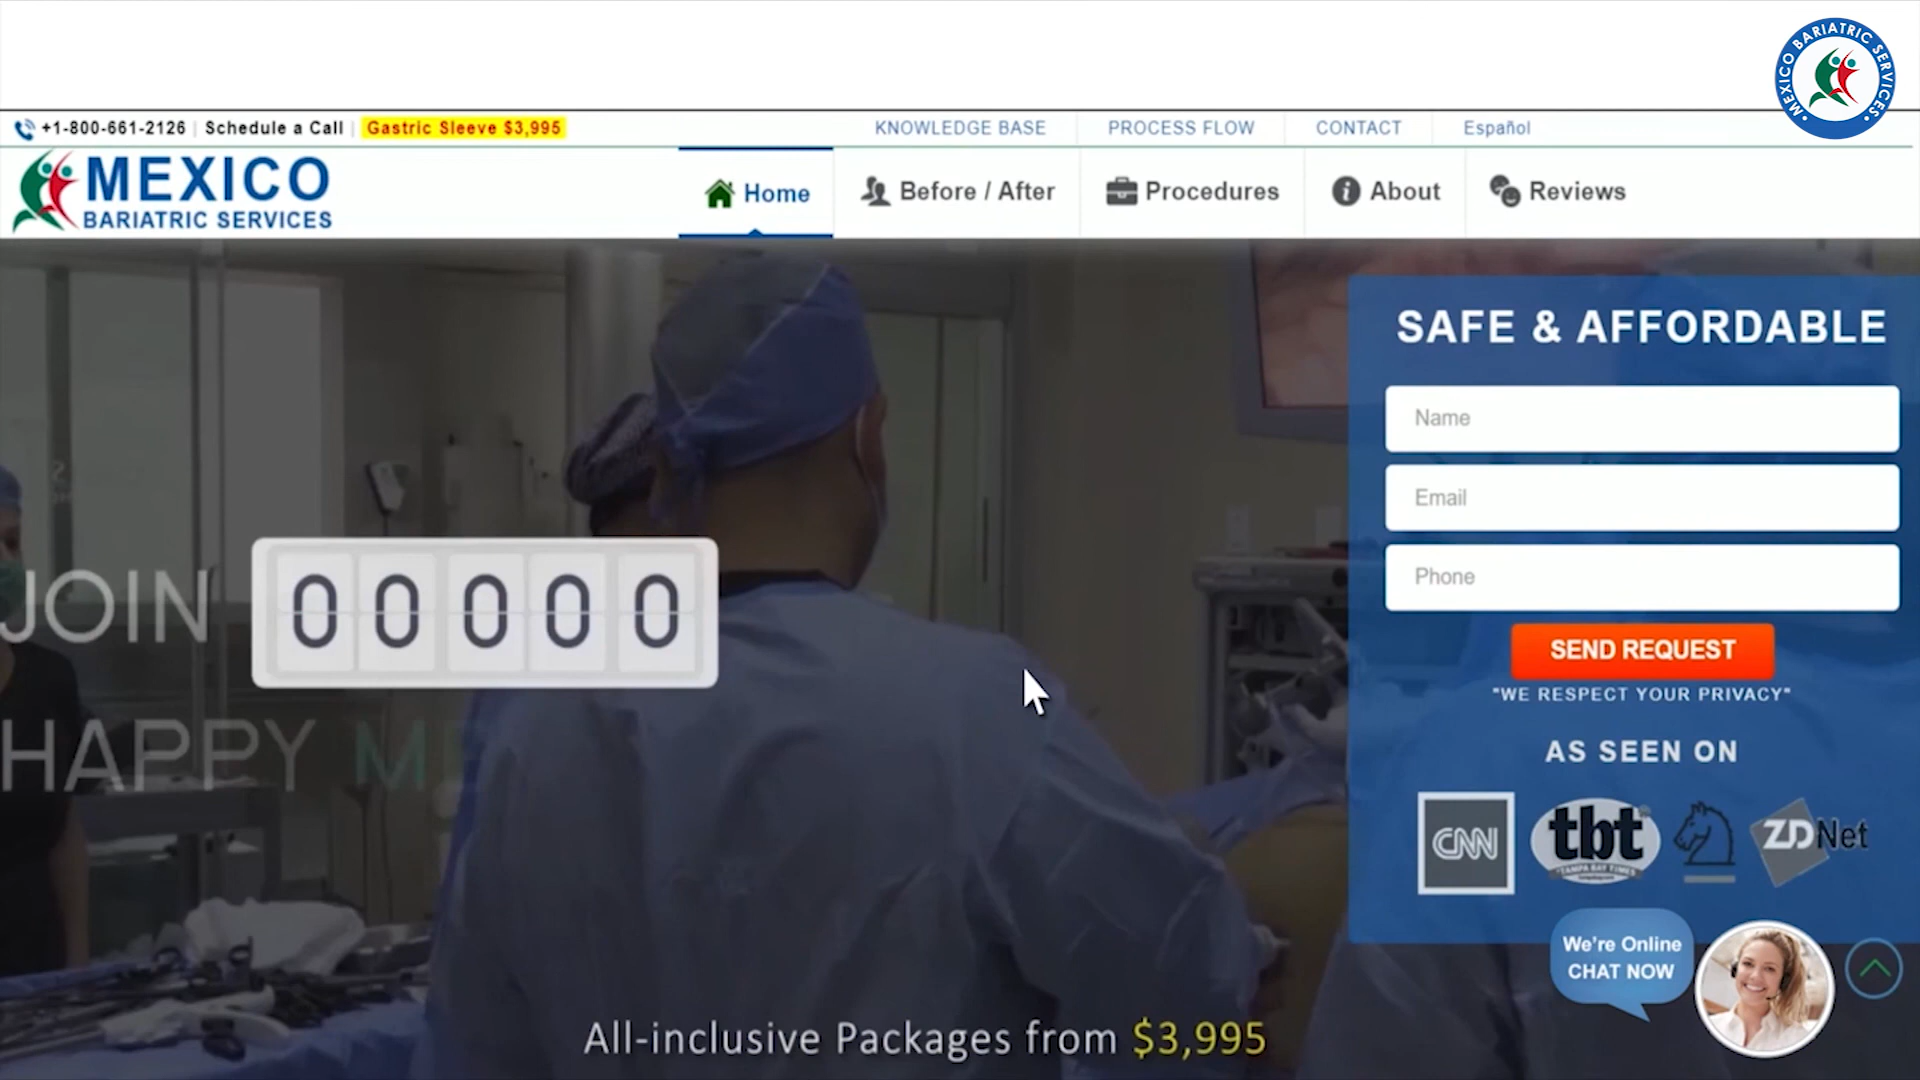 MEXICO BARIATRIC SERVICES
+1-800-661-2126 | Schedule a Call | Gastric Sleeve $3,995
KNOWLEDGE BASE
PROCESS FLOW
CONTACT
Español
MEXICO
BARIATRIC SERVICES
Home
Before / After
Procedures
About
Reviews
SAFE & AFFORDABLE
Name
Email
Phone
SEND REQUEST
"WE RESPECT YOUR PRIVACY"
AS SEEN ON
CNN
tbt
TAMPA BAY TIMES
ZDNet
JOIN 00000
HAPPY
We're Online
CHAT NOW
All-inclusive Packages from $3,995